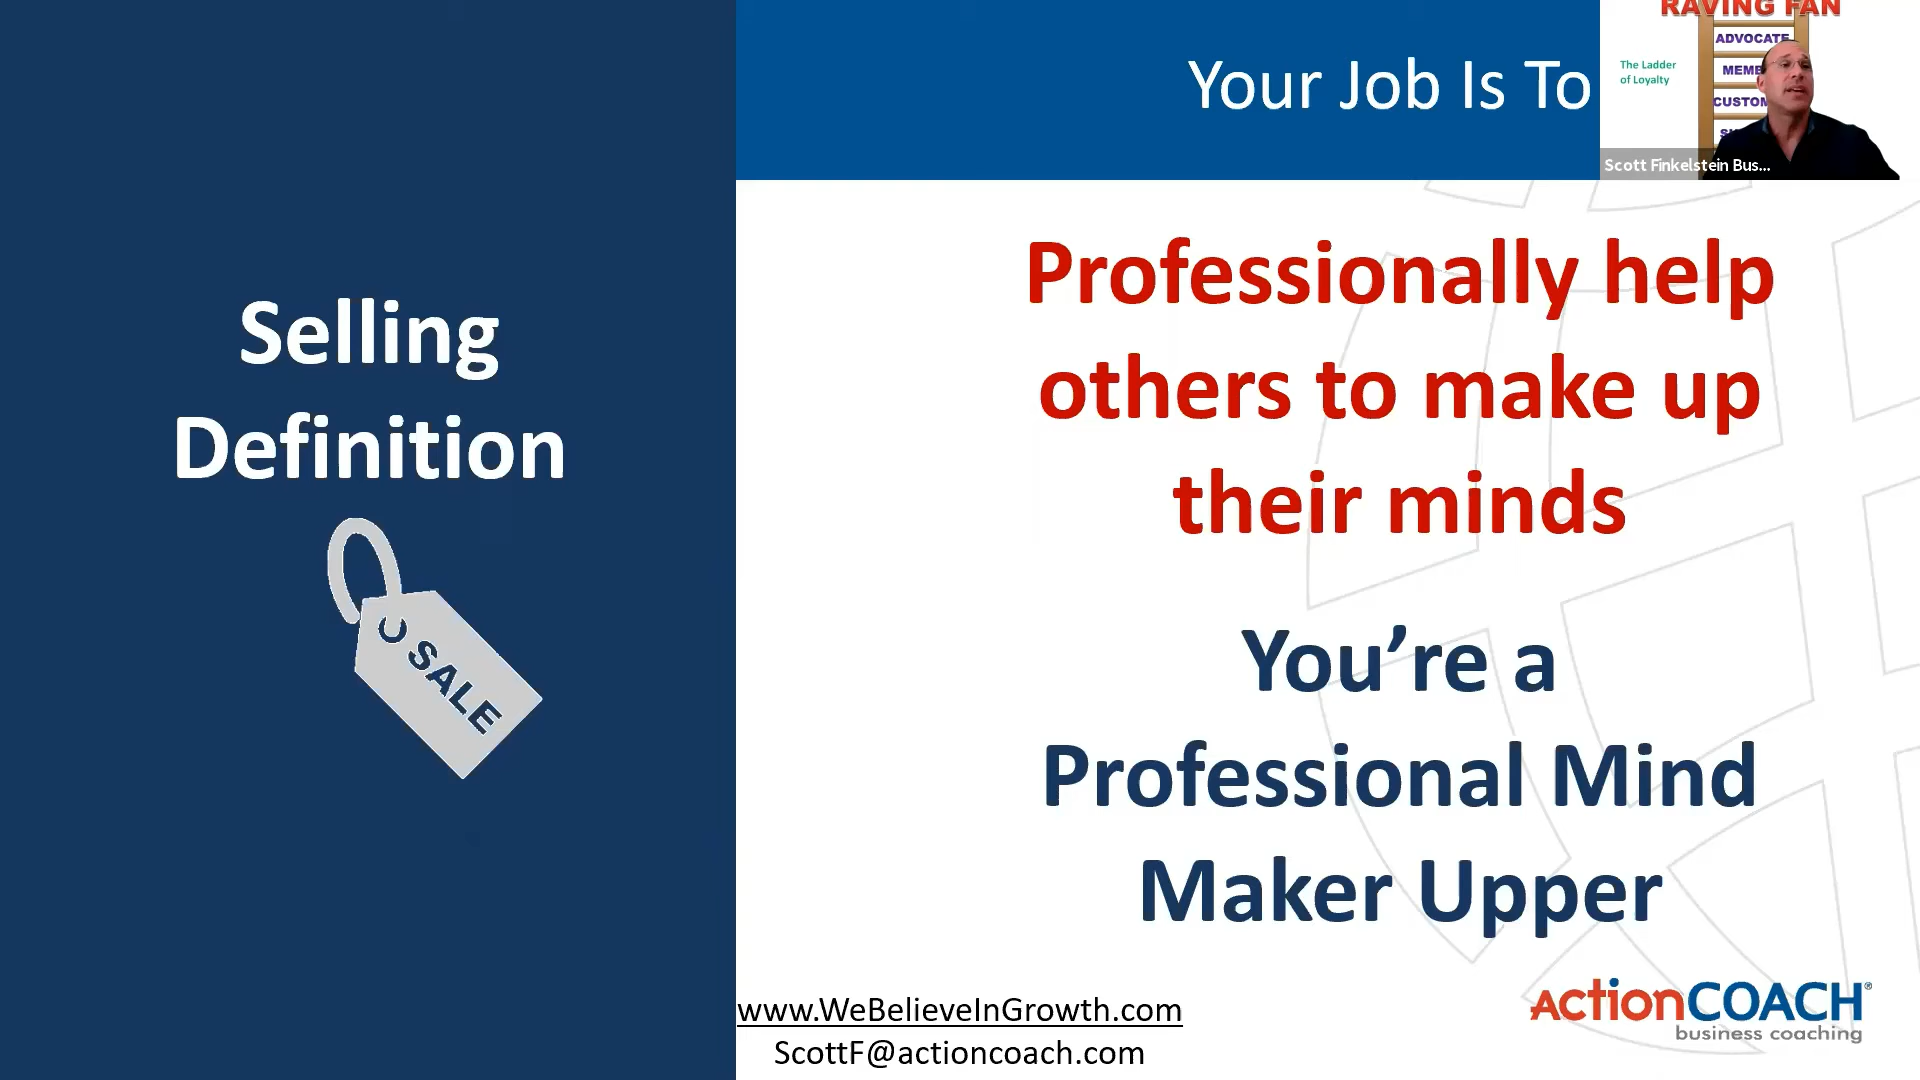 Selling
Definition
SALE
Your Job Is To
RAVING FAN
ADVOCATE
The Ladder
of Loyalty
Scott Finkelstein Bus...
Professionally help
others to make up
their minds
You’re a
Professional Mind
Maker Upper
www.WeBelieveInGrowth.com
ScottF@actioncoach.com
ActionCOACH®
business coaching